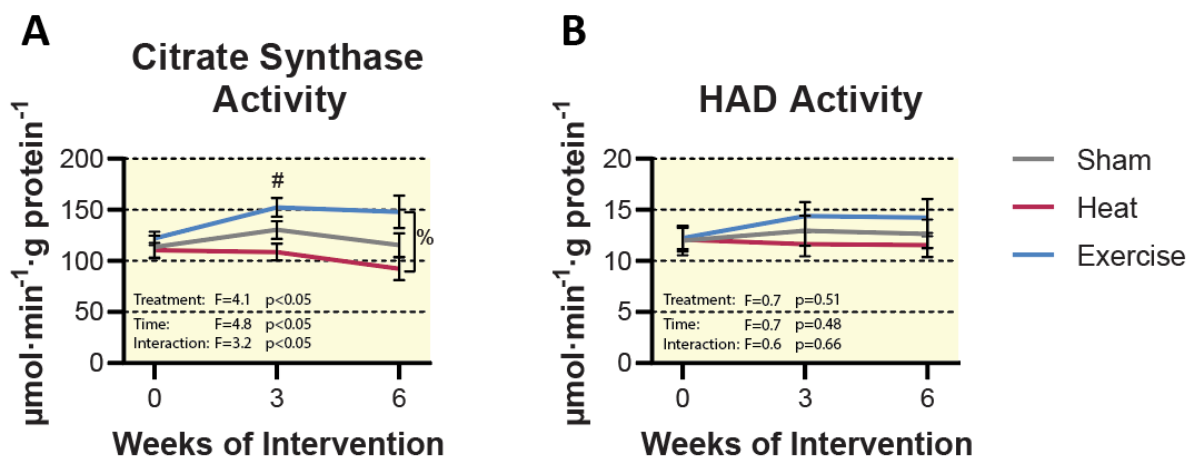 A
Citrate Synthase
Activity
µmol·min⁻¹·g protein⁻¹
200
150
100
50
0
#
%
Treatment: F=4.1 p<0.05
Time: F=4.8 p<0.05
Interaction: F=3.2 p<0.05
0 3 6
Weeks of Intervention
B
HAD Activity
µmol·min⁻¹·g protein⁻¹
20
15
10
5
0
Treatment: F=0.7 p=0.51
Time: F=0.7 p=0.48
Interaction: F=0.6 p=0.66
0 3 6
Weeks of Intervention
Sham
Heat
Exercise